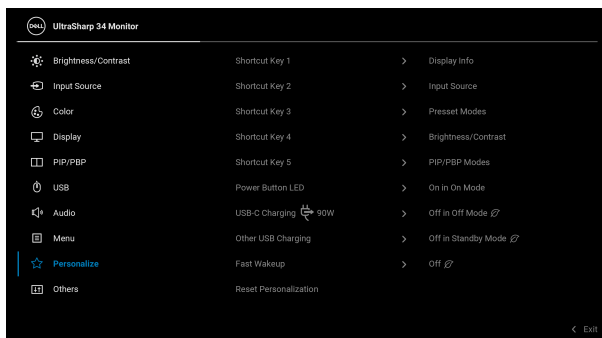 DELL UltraSharp 34 Monitor
Brightness/Contrast Shortcut Key 1 > Display Info
Input Source Shortcut Key 2 > Input Source
Color Shortcut Key 3 > Presset Modes
Display Shortcut Key 4 > Brightness/Contrast
PIP/PBP Shortcut Key 5 > PIP/PBP Modes
USB Power Button LED > On in On Mode
Audio USB-C Charging 90W > Off in Off Mode
Menu Other USB Charging > Off in Standby Mode
Personalize Fast Wakeup > Off
Others Reset Personalization
< Exit